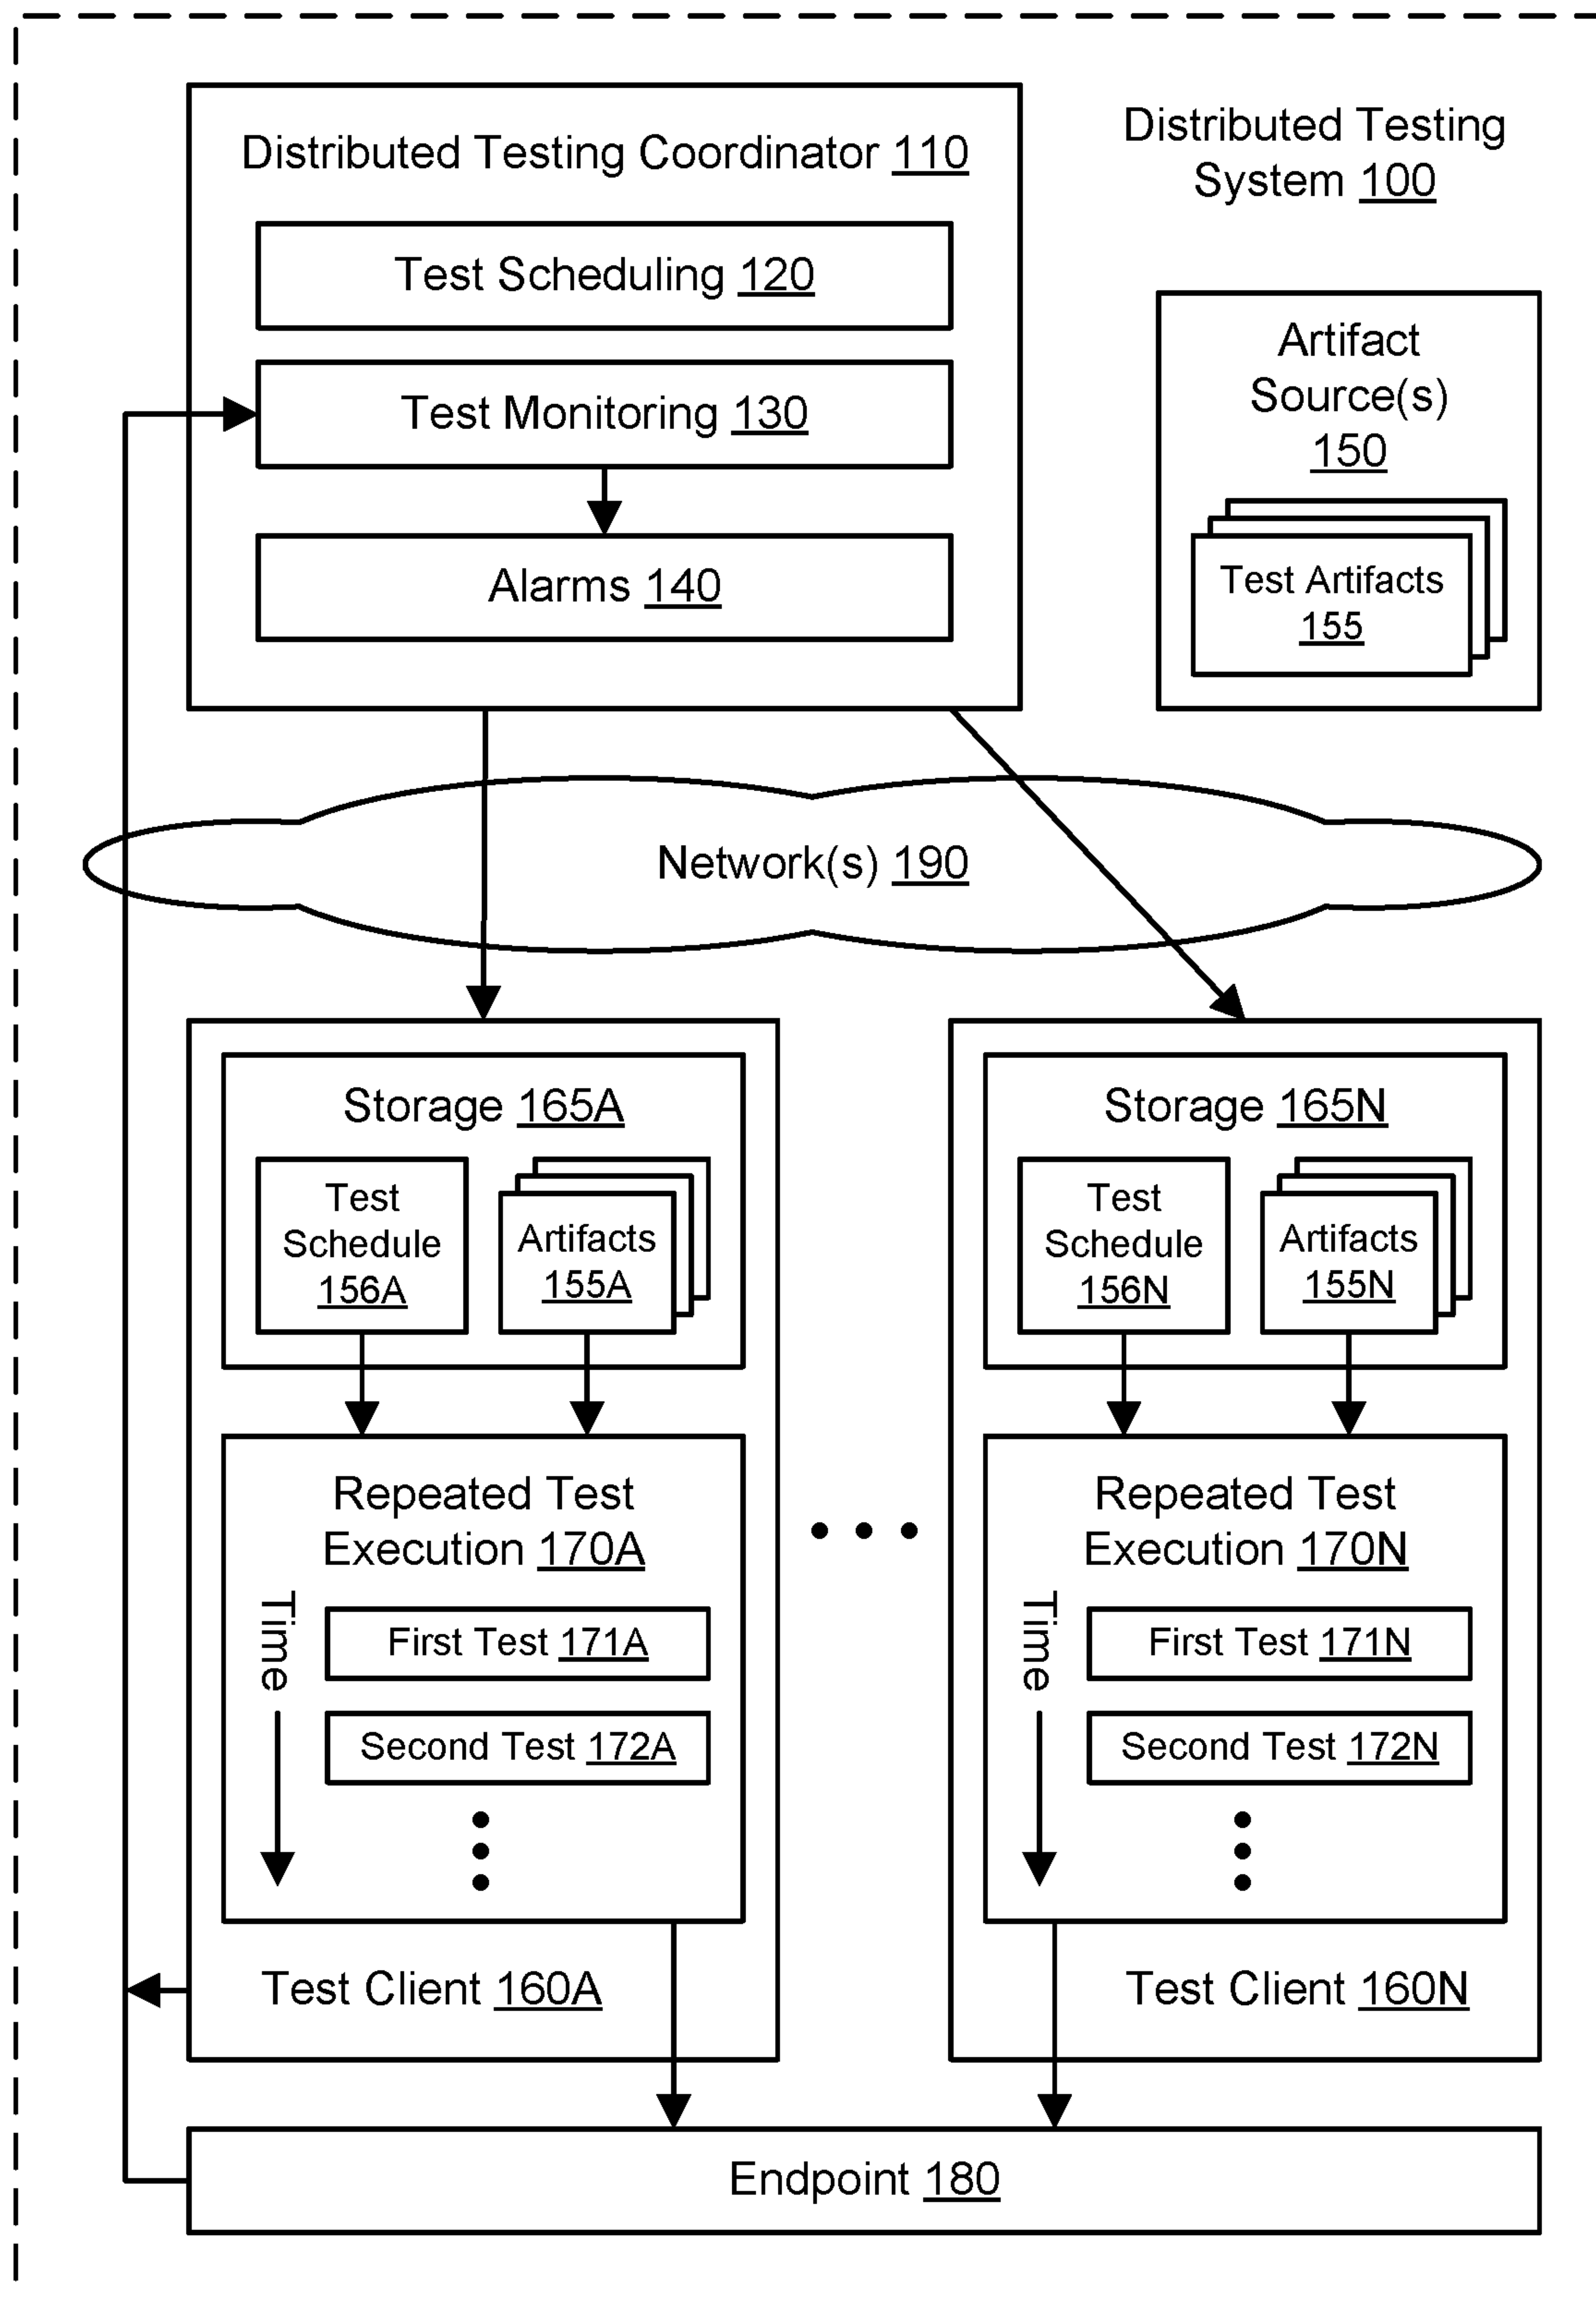 Distributed Testing
System 100
Distributed Testing Coordinator 110
Test Scheduling 120
Test Monitoring 130
Alarms 140
Artifact
Source(s)
150
Test Artifacts
155
Network(s) 190
Storage 165A
Test
Schedule
156A
Artifacts
155A
Repeated Test
Execution 170A
Time
First Test 171A
Second Test 172A
Test Client 160A
Storage 165N
Test
Schedule
156N
Artifacts
155N
Repeated Test
Execution 170N
Time
First Test 171N
Second Test 172N
Test Client 160N
Endpoint 180